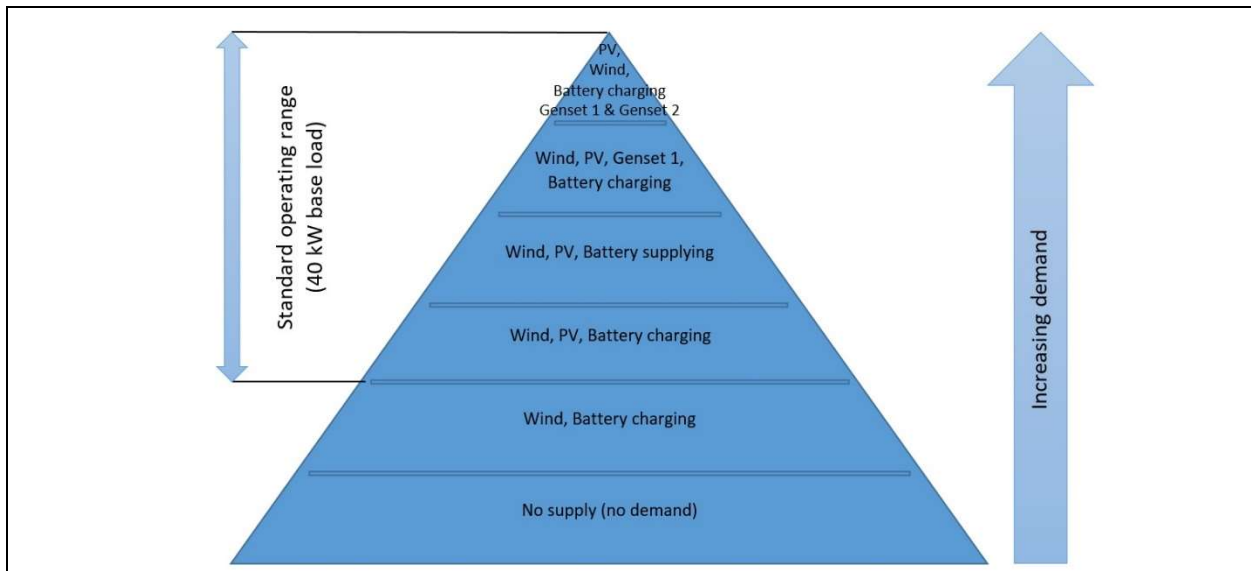 Standard operating range
(40 kW base load)
PV,
Wind,
Battery charging
Genset 1 & Genset 2
Wind, PV, Genset 1,
Battery charging
Wind, PV, Battery supplying
Wind, PV, Battery charging
Wind, Battery charging
No supply (no demand)
Increasing demand